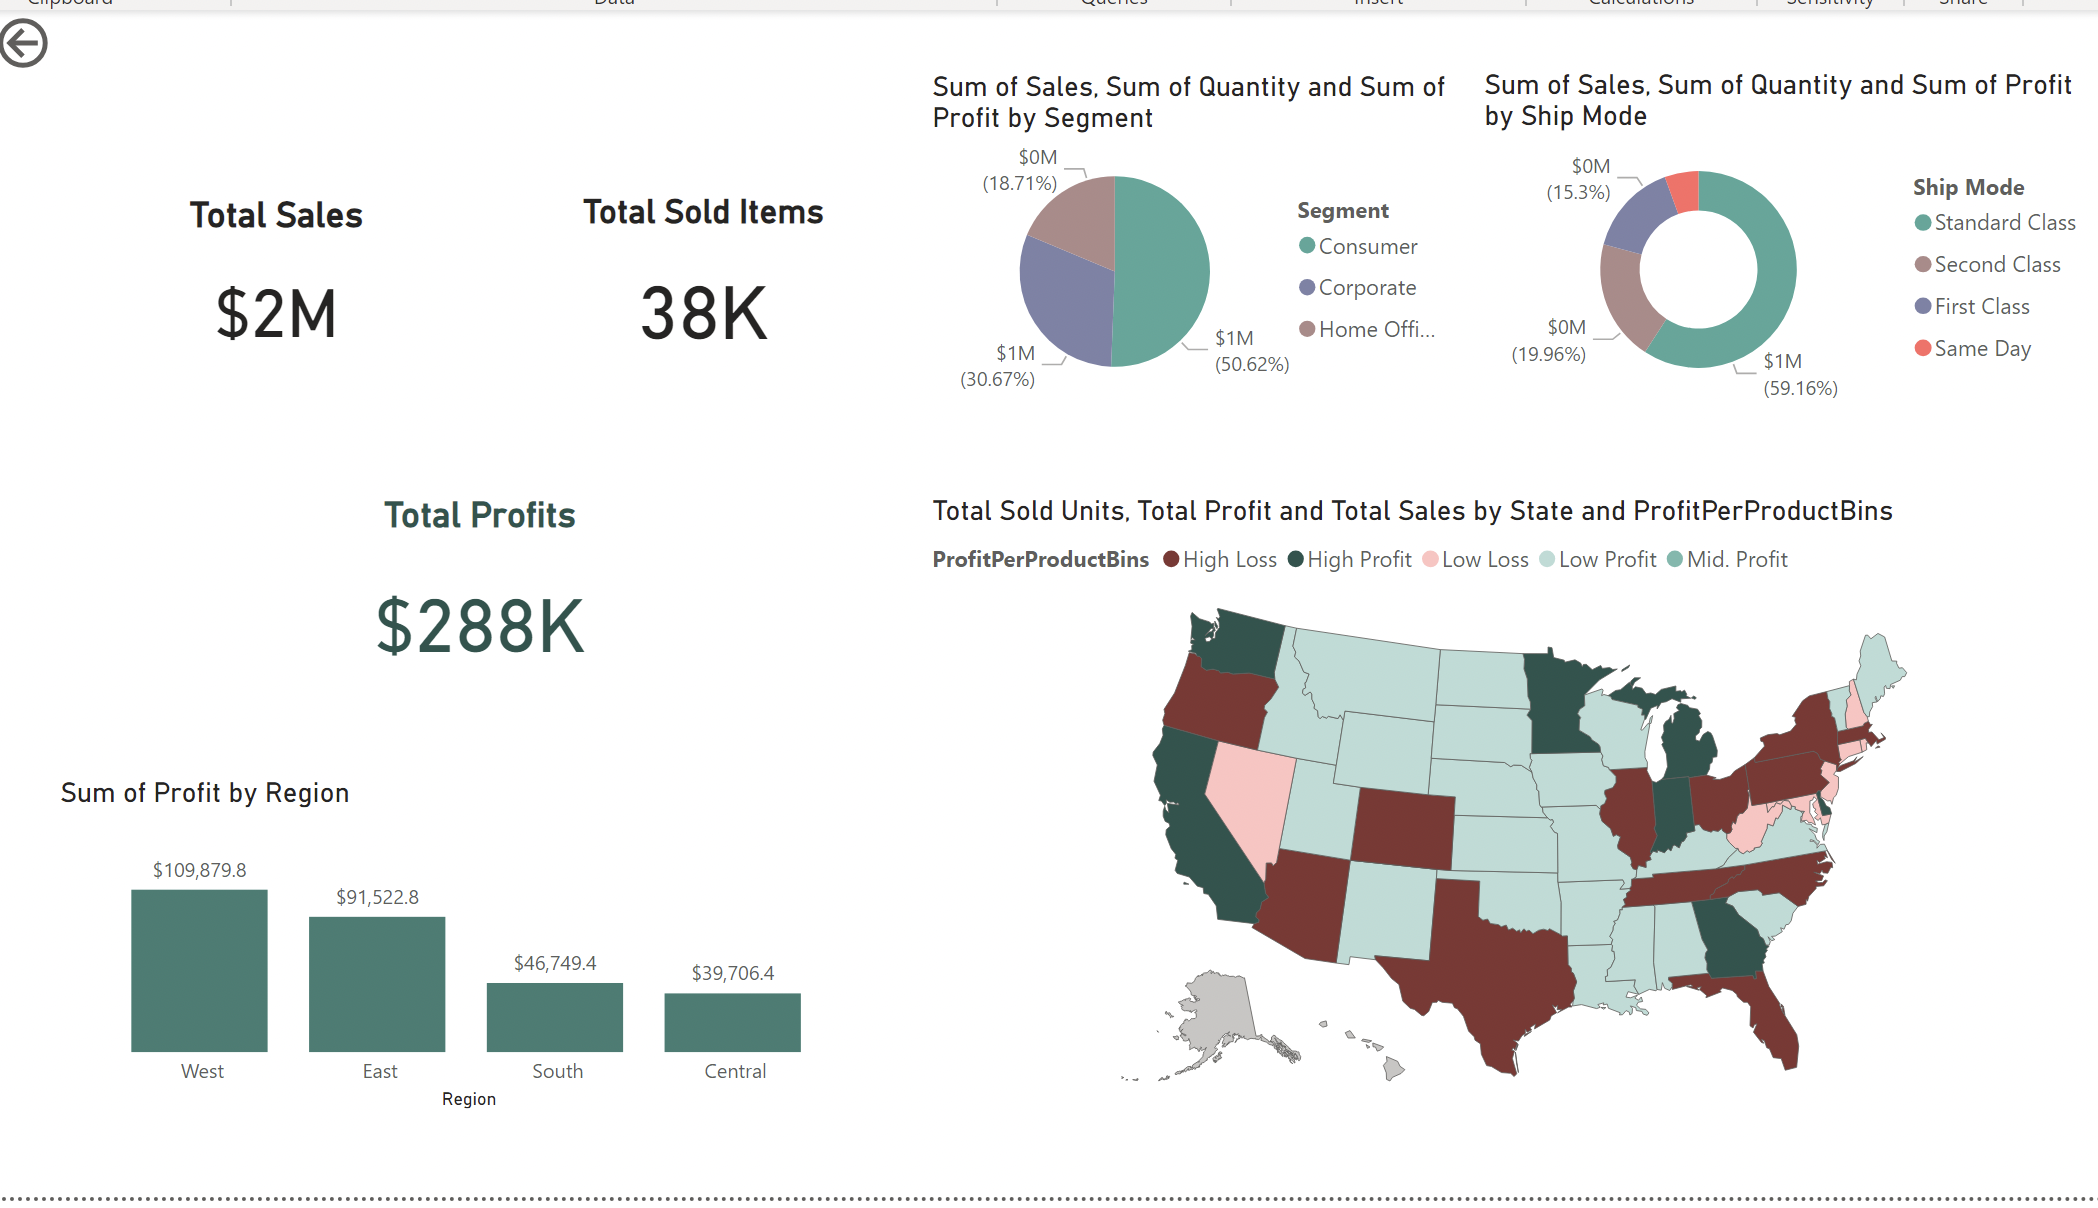 Clipboard
Data
Queries
Insert
Calculations
Sensitivity
Share
Total Sales
$2M
Total Sold Items
38K
Total Profits
$288K
Sum of Sales, Sum of Quantity and Sum of
Profit by Segment
$0M
(18.71%)
$1M
(30.67%)
$1M
(50.62%)
Segment
Consumer
Corporate
Home Offi...
Sum of Sales, Sum of Quantity and Sum of Profit
by Ship Mode
$0M
(15.3%)
$0M
(19.96%)
$1M
(59.16%)
Ship Mode
Standard Class
Second Class
First Class
Same Day
Sum of Profit by Region
$109,879.8
$91,522.8
$46,749.4
$39,706.4
West
East
South
Central
Region
Total Sold Units, Total Profit and Total Sales by State and ProfitPerProductBins
ProfitPerProductBins High Loss High Profit Low Loss Low Profit Mid. Profit